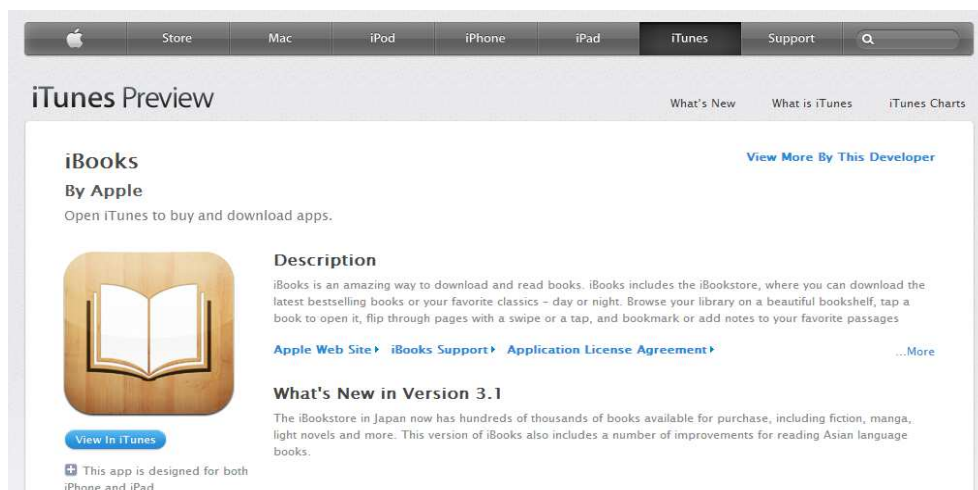 Store Mac iPod iPhone iPad iTunes Support
iTunes Preview
What's New What is iTunes iTunes Charts
iBooks
View More By This Developer
By Apple
Open iTunes to buy and download apps.
Description
iBooks is an amazing way to download and read books. iBooks includes the iBookstore, where you can download the
latest bestselling books or your favorite classics – day or night. Browse your library on a beautiful bookshelf, tap a
book to open it, flip through pages with a swipe or a tap, and bookmark or add notes to your favorite passages
Apple Web Site iBooks Support Application License Agreement
...More
What's New in Version 3.1
The iBookstore in Japan now has hundreds of thousands of books available for purchase, including fiction, manga,
light novels and more. This version of iBooks also includes a number of improvements for reading Asian language
books.
View In iTunes
This app is designed for both
iPhone and iPad